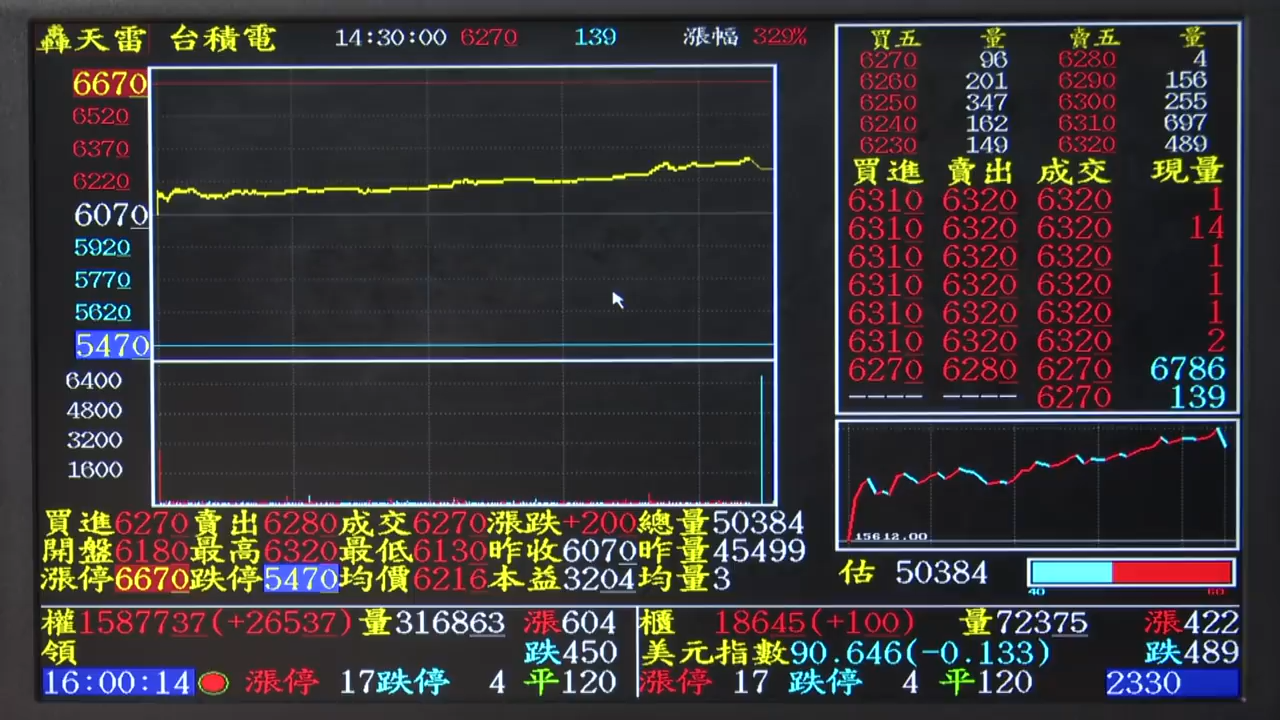 轟天雷 台積電 14:30:00 6270 139 漲幅 329%
6670
6520
6370
6220
6070
5920
5770
5620
5470
6400
4800
3200
1600
買五 量 賣五 量
6270 96 6280 4
6260 201 6290 156
6250 347 6300 255
6240 162 6310 697
6230 149 6320 489
買進 賣出 成交 現量
6310 6320 6320 1
6310 6320 6320 14
6310 6320 6320 1
6310 6320 6320 1
6310 6320 6320 1
6310 6320 6320 2
6270 6280 6270 6786
---- ---- 6270 139
15612.00
買進6270賣出6280成交6270漲跌+200總量50384
開盤6180最高6320最低6130昨收6070昨量45499
漲停6670跌停5470均價6216本益3204均量3
估 50384
40 60
權1587737(+26537)量316863 漲604
領 跌450
16:00:14 漲停 17跌停 4 平120
櫃 18645(+100) 量72375 漲422
美元指數90.646(-0.133) 跌489
漲停 17 跌停 4 平120 2330